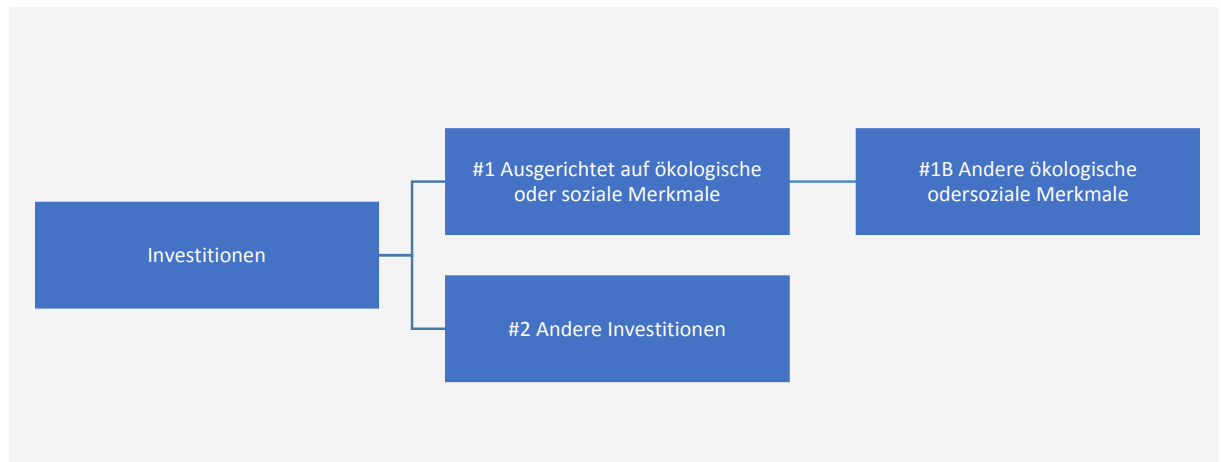 Investitionen
#1 Ausgerichtet auf ökologische
oder soziale Merkmale
#1B Andere ökologische
odersoziale Merkmale
#2 Andere Investitionen